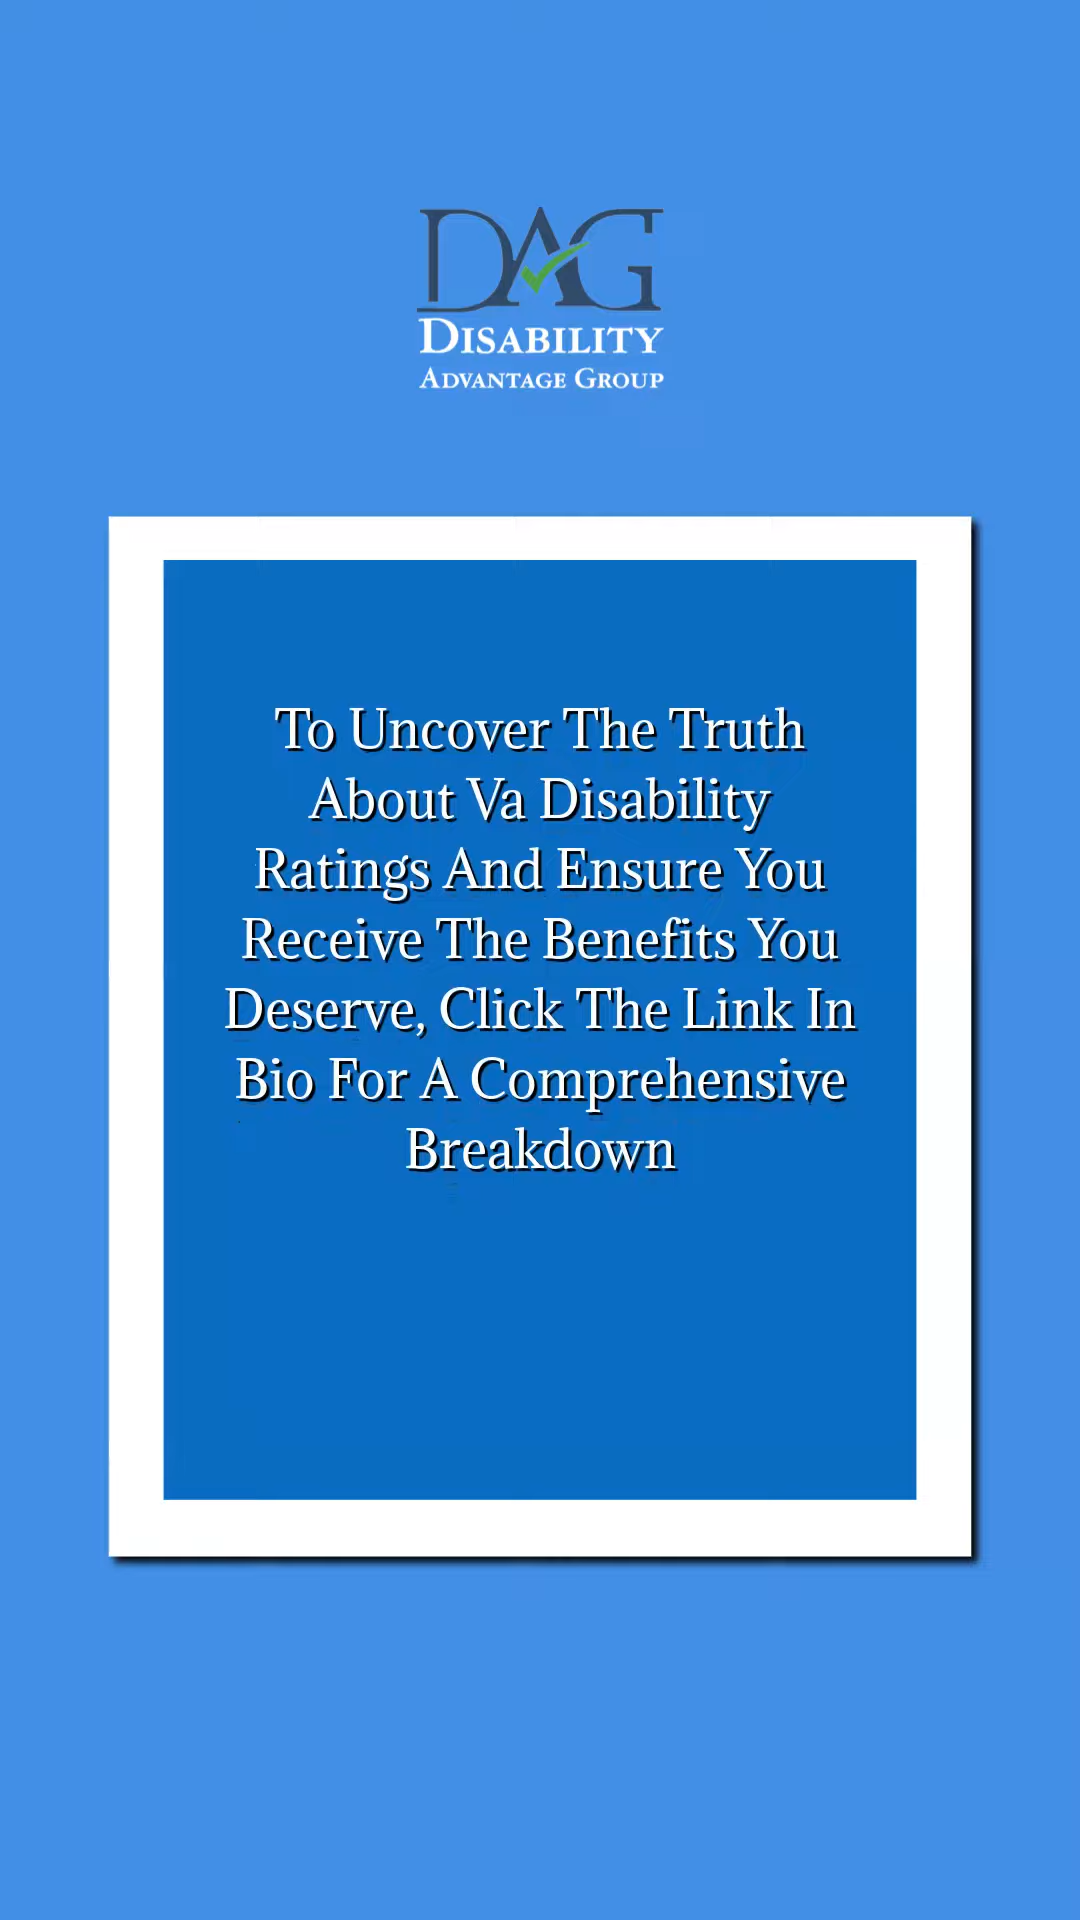 DAG
DISABILITY
ADVANTAGE GROUP
To Uncover The Truth
About Va Disability
Ratings And Ensure You
Receive The Benefits You
Deserve, Click The Link In
Bio For A Comprehensive
Breakdown